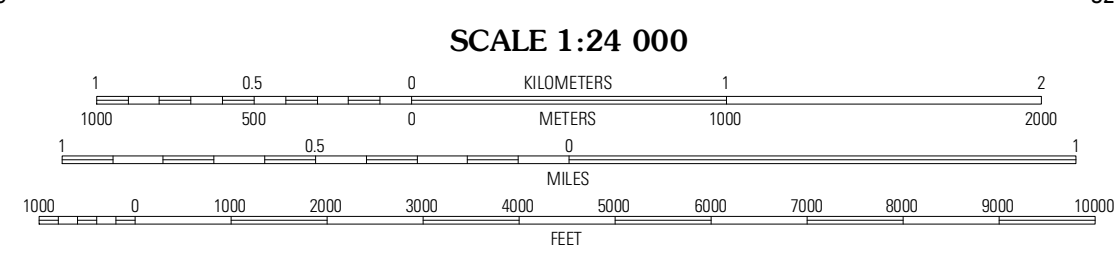 SCALE 1:24 000
1 0.5 0 KILOMETERS 1 2
1000 500 0 METERS 1000 2000
1 0.5 0 1
MILES
1000 0 1000 2000 3000 4000 5000 6000 7000 8000 9000 10000
FEET